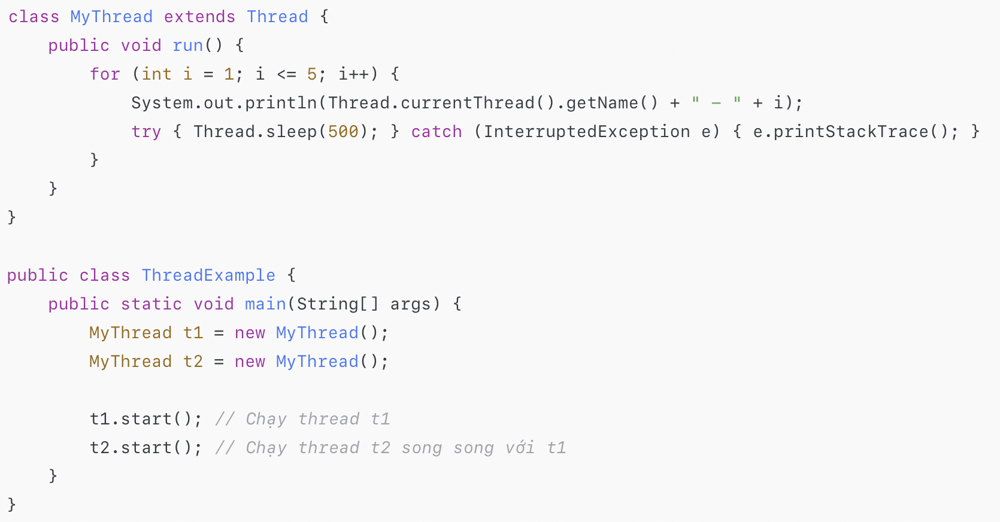 class MyThread extends Thread {
    public void run() {
        for (int i = 1; i <= 5; i++) {
            System.out.println(Thread.currentThread().getName() + " - " + i);
            try { Thread.sleep(500); } catch (InterruptedException e) { e.printStackTrace(); }
        }
    }
}

public class ThreadExample {
    public static void main(String[] args) {
        MyThread t1 = new MyThread();
        MyThread t2 = new MyThread();

        t1.start(); // Chạy thread t1
        t2.start(); // Chạy thread t2 song song với t1
    }
}